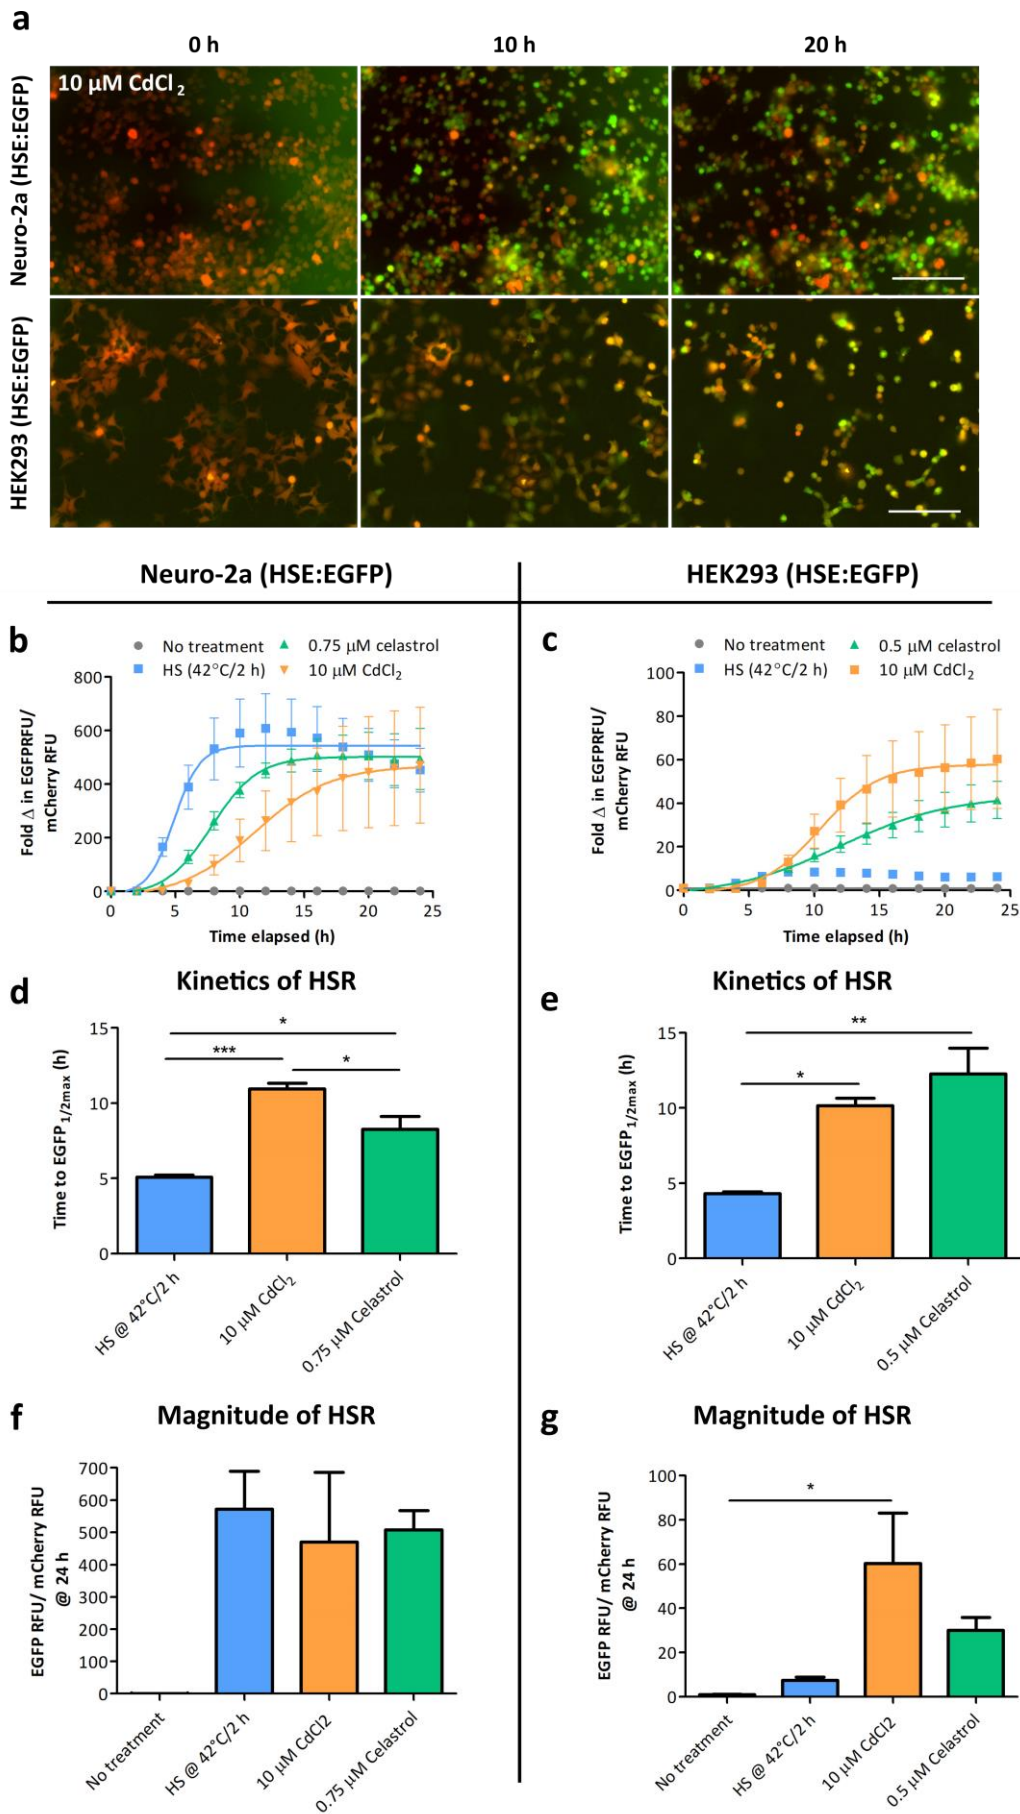 a
0 h 10 h 20 h
10 µM CdCl2
Neuro-2a (HSE:EGFP)
HEK293 (HSE:EGFP)
Neuro-2a (HSE:EGFP)
HEK293 (HSE:EGFP)
b
No treatment
0.75 µM celastrol
HS (42°C/2 h)
10 µM CdCl2
Fold Δ in EGFPRFU/
mCherry RFU
800
600
400
200
0
0 5 10 15 20 25
Time elapsed (h)
c
No treatment
0.5 µM celastrol
HS (42°C/2 h)
10 µM CdCl2
Fold Δ in EGFPRFU/
mCherry RFU
100
80
60
40
20
0
0 5 10 15 20 25
Time elapsed (h)
d
Kinetics of HSR
Time to EGFP1/2max (h)
15
10
5
0
*
***
*
HS @ 42°C/2 h
10 µM CdCl2
0.75 µM Celastrol
e
Kinetics of HSR
Time to EGFP1/2max (h)
15
10
5
0
**
*
HS @ 42°C/2 h
10 µM CdCl2
0.5 µM Celastrol
f
Magnitude of HSR
EGFP RFU/ mCherry RFU
@ 24 h
700
600
500
400
300
200
100
0
No treatment
HS @ 42°C/2 h
10 µM CdCl2
0.75 µM Celastrol
g
Magnitude of HSR
EGFP RFU/ mCherry RFU
@ 24 h
100
80
60
40
20
0
*
No treatment
HS @ 42°C/2 h
10 µM CdCl2
0.5 µM Celastrol